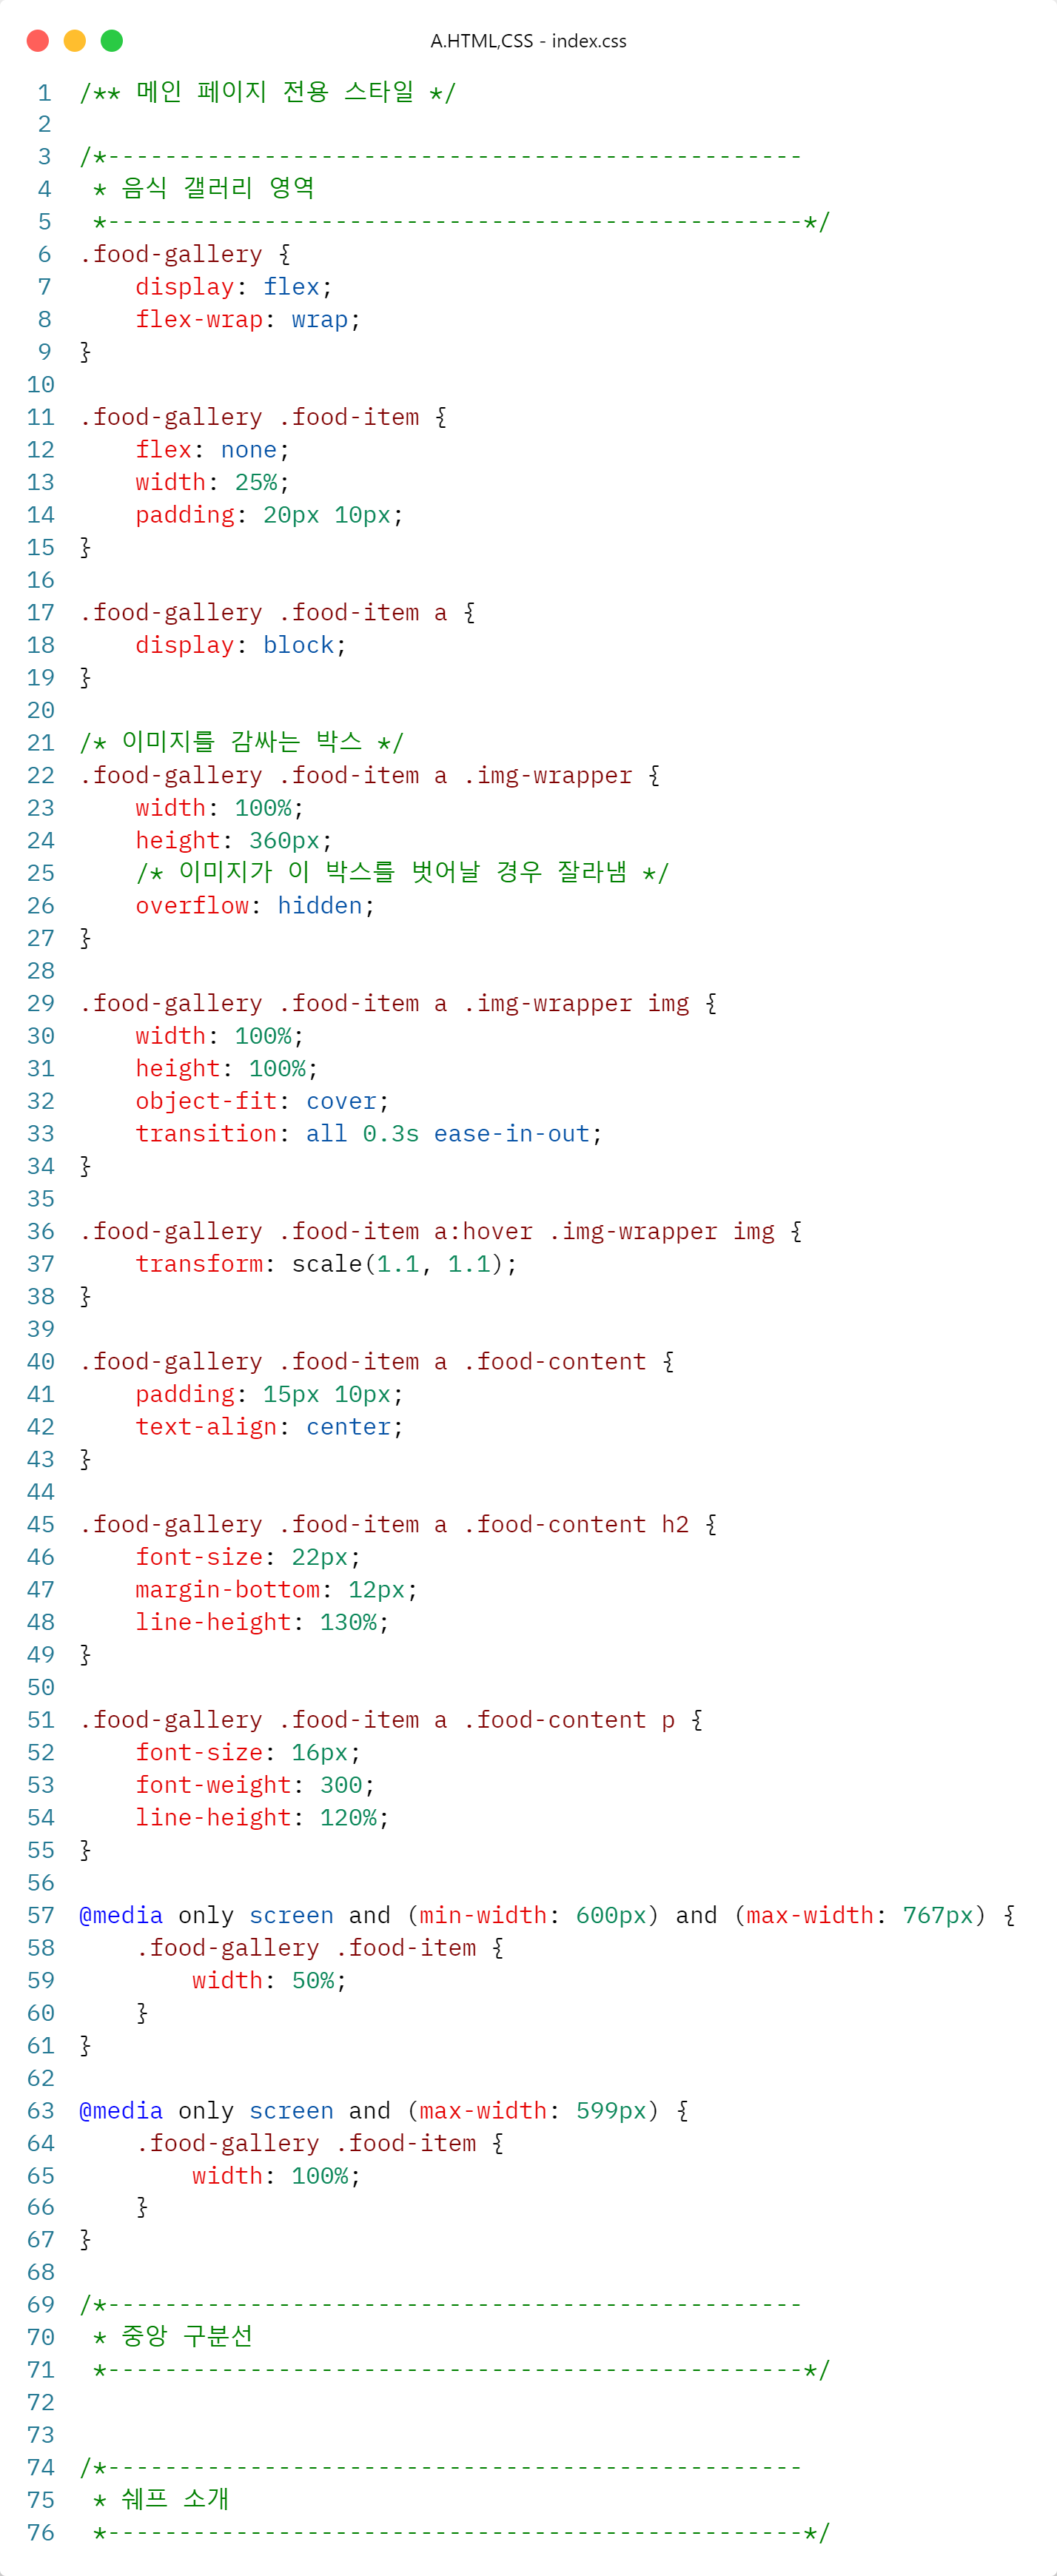 A.HTML,CSS - index.css
1 /** 메인 페이지 전용 스타일 */
2
3 /*-------------------------------------------------
4  * 음식 갤러리 영역
5  *-------------------------------------------------*/
6 .food-gallery {
7     display: flex;
8     flex-wrap: wrap;
9 }
10
11 .food-gallery .food-item {
12     flex: none;
13     width: 25%;
14     padding: 20px 10px;
15 }
16
17 .food-gallery .food-item a {
18     display: block;
19 }
20
21 /* 이미지를 감싸는 박스 */
22 .food-gallery .food-item a .img-wrapper {
23     width: 100%;
24     height: 360px;
25     /* 이미지가 이 박스를 벗어날 경우 잘라냄 */
26     overflow: hidden;
27 }
28
29 .food-gallery .food-item a .img-wrapper img {
30     width: 100%;
31     height: 100%;
32     object-fit: cover;
33     transition: all 0.3s ease-in-out;
34 }
35
36 .food-gallery .food-item a:hover .img-wrapper img {
37     transform: scale(1.1, 1.1);
38 }
39
40 .food-gallery .food-item a .food-content {
41     padding: 15px 10px;
42     text-align: center;
43 }
44
45 .food-gallery .food-item a .food-content h2 {
46     font-size: 22px;
47     margin-bottom: 12px;
48     line-height: 130%;
49 }
50
51 .food-gallery .food-item a .food-content p {
52     font-size: 16px;
53     font-weight: 300;
54     line-height: 120%;
55 }
56
57 @media only screen and (min-width: 600px) and (max-width: 767px) {
58     .food-gallery .food-item {
59         width: 50%;
60     }
61 }
62
63 @media only screen and (max-width: 599px) {
64     .food-gallery .food-item {
65         width: 100%;
66     }
67 }
68
69 /*-------------------------------------------------
70  * 중앙 구분선
71  *-------------------------------------------------*/
72
73
74 /*-------------------------------------------------
75  * 쉐프 소개
76  *-------------------------------------------------*/